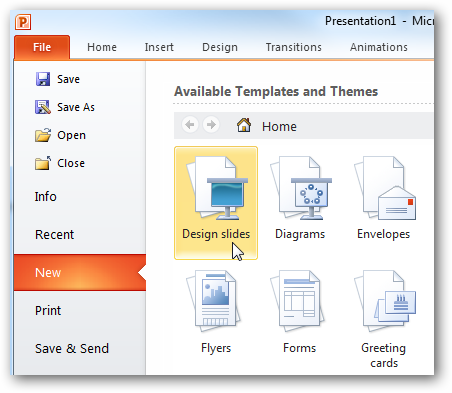 P
Presentation1 - Micr
File Home Insert Design Transitions Animations
Save
Save As
Open
Close
Info
Recent
New
Print
Save & Send
Available Templates and Themes
Home
Design slides Diagrams Envelopes
Flyers Forms Greeting
cards